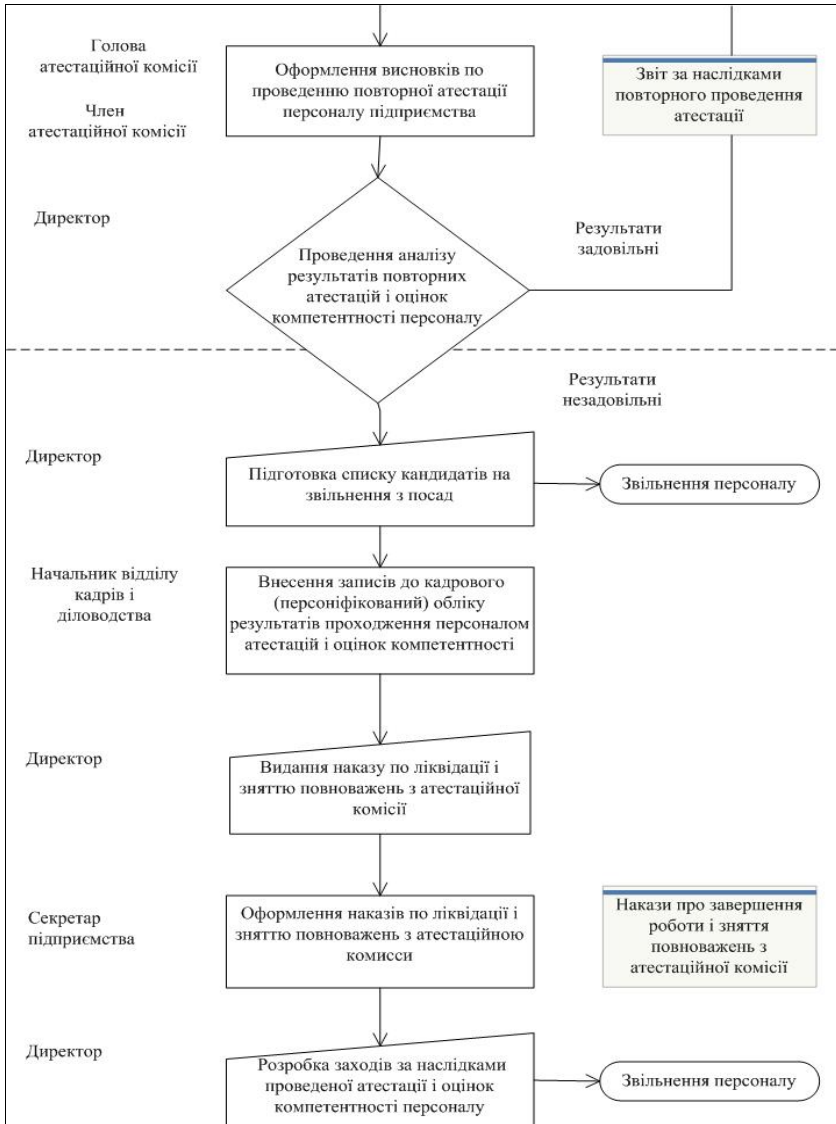 Голова
атестаційної комісії
Член
атестаційної комісії
Оформлення висновків по
проведенню повторної атестації
персоналу підприємства
Звіт за наслідками
повторного проведення
атестації
Директор
Проведення аналізу
результатів повторних
атестацій і оцінок
компетентності персоналу
Результати
задовільні
Результати
незадовільні
Директор
Підготовка списку кандидатів на
звільнення з посад
Звільнення персоналу
Начальник відділу
кадрів і
діловодства
Внесення записів до кадрового
(персоніфікований) обліку
результатів проходження персоналом
атестацій і оцінок компетентності
Директор
Видання наказу по ліквідації і
зняттю повноважень з атестаційної
комісії
Секретар
підприємства
Оформлення наказів по ліквідації і
зняттю повноважень з атестаційною
комисси
Накази про завершення
роботи і зняття
повноважень з
атестаційної комісії
Директор
Розробка заходів за наслідками
проведеної атестації і оцінок
компетентності персоналу
Звільнення персоналу